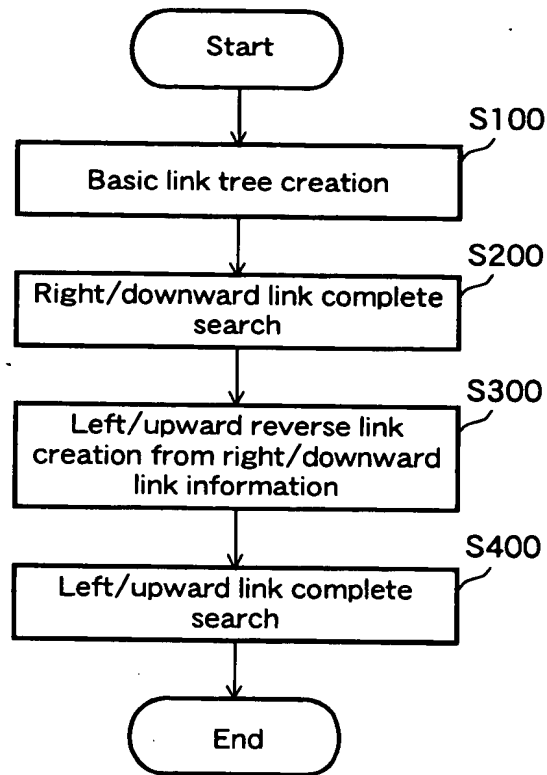 Start
S100
Basic link tree creation
S200
Right/downward link complete
search
S300
Left/upward reverse link
creation from right/downward
link information
S400
Left/upward link complete
search
End